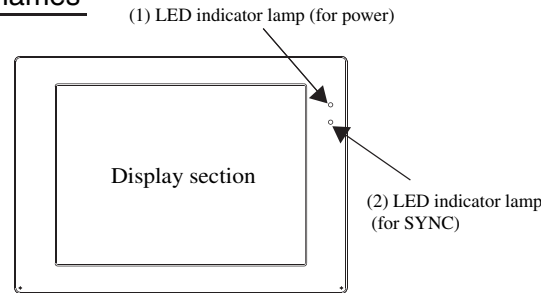 names
(1) LED indicator lamp (for power)
Display section
(2) LED indicator lamp
(for SYNC)